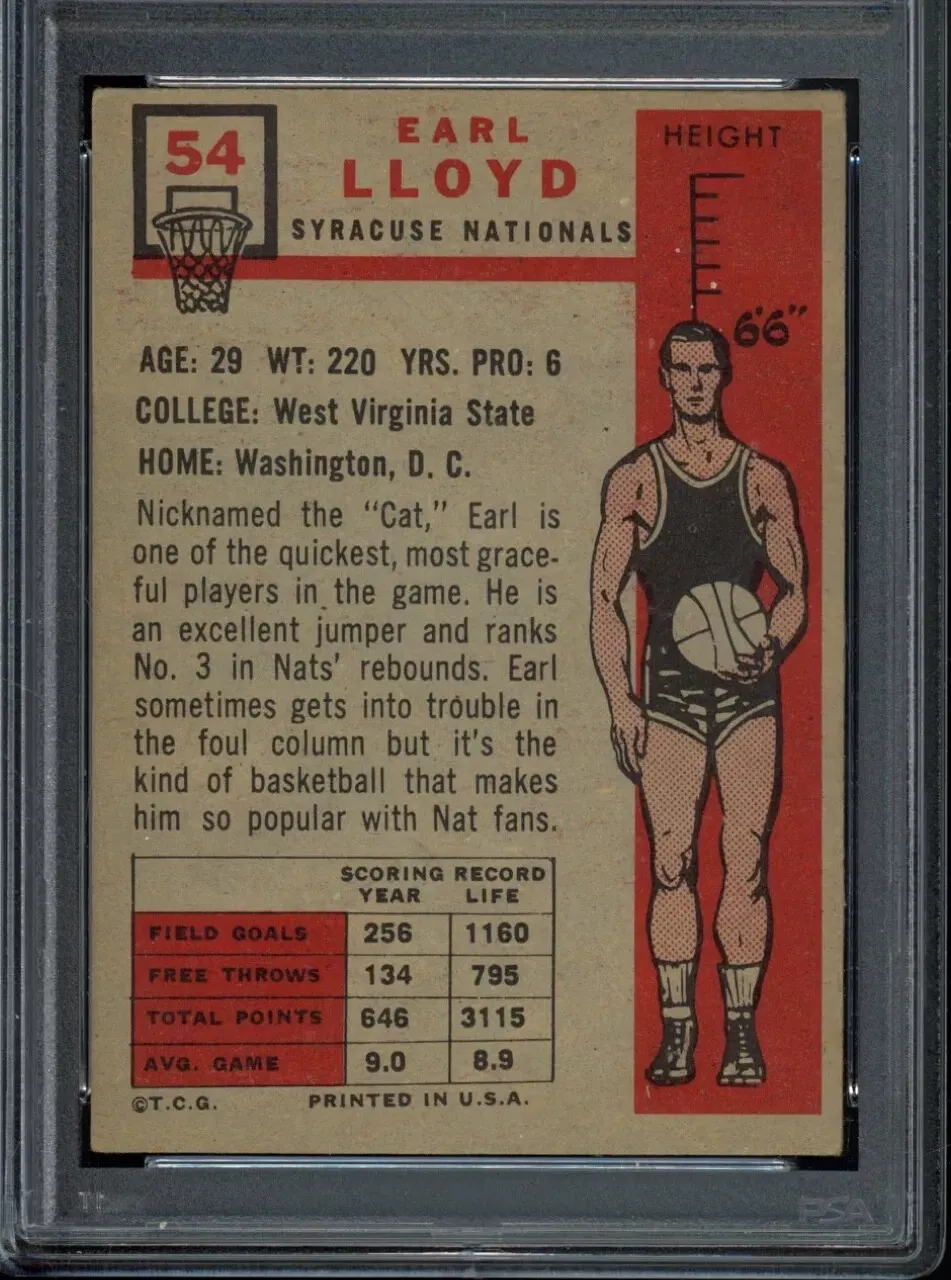 54
EARL
LLOYD
SYRACUSE NATIONALS
HEIGHT
6'6"
AGE: 29 WT: 220 YRS. PRO: 6
COLLEGE: West Virginia State
HOME: Washington, D. C.
Nicknamed the "Cat," Earl is
one of the quickest, most grace-
ful players in the game. He is
an excellent jumper and ranks
No. 3 in Nats' rebounds. Earl
sometimes gets into trouble in
the foul column but it's the
kind of basketball that makes
him so popular with Nat fans.
SCORING RECORD
YEAR LIFE
FIELD GOALS 256 1160
FREE THROWS 134 795
TOTAL POINTS 646 3115
AVG. GAME 9.0 8.9
©T.C.G. PRINTED IN U.S.A.
PSA